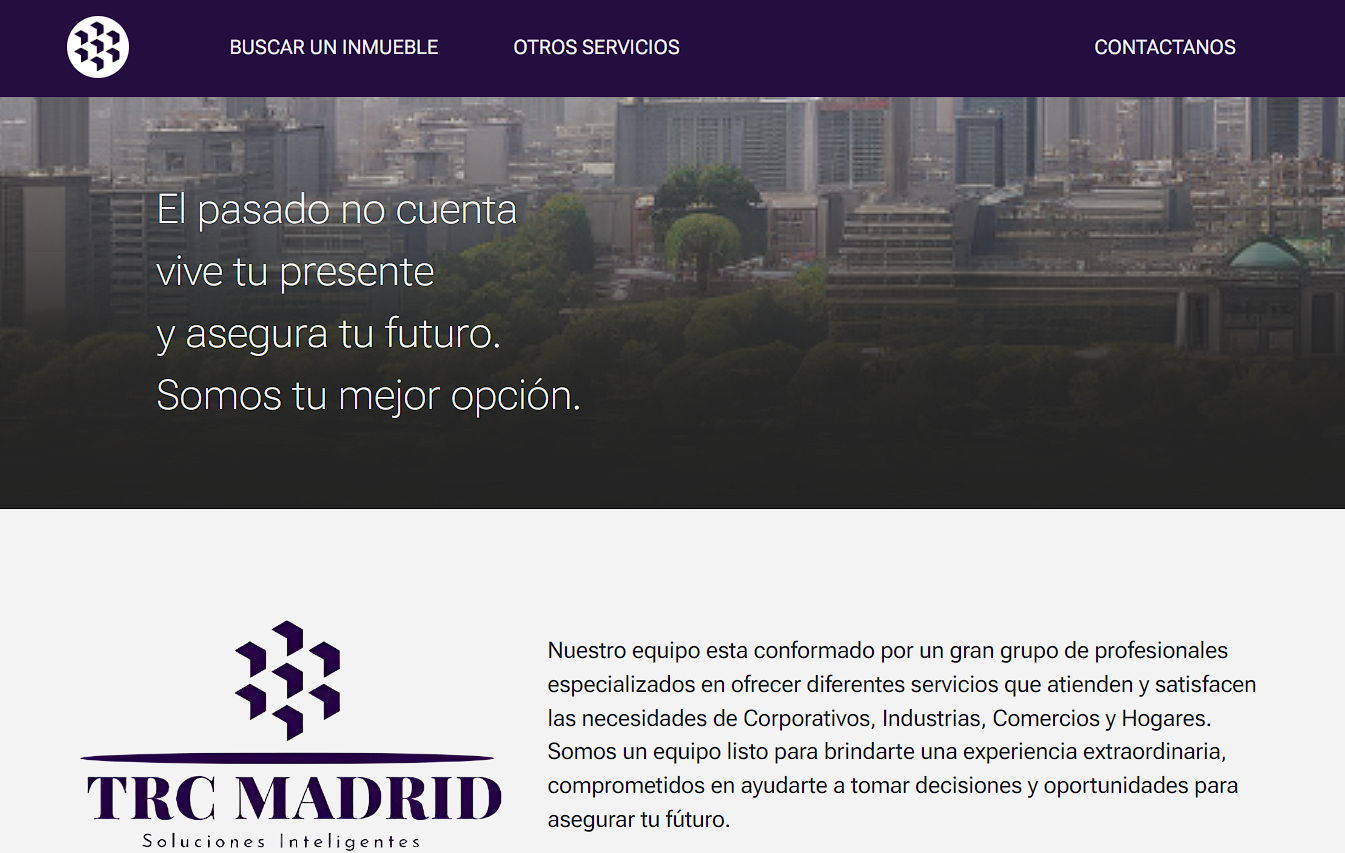 BUSCAR UN INMUEBLE OTROS SERVICIOS CONTACTANOS
El pasado no cuenta
vive tu presente
y asegura tu futuro.
Somos tu mejor opción.
TRC MADRID
Soluciones Inteligentes
Nuestro equipo esta conformado por un gran grupo de profesionales
especializados en ofrecer diferentes servicios que atienden y satisfacen
las necesidades de Corporativos, Industrias, Comercios y Hogares.
Somos un equipo listo para brindarte una experiencia extraordinaria,
comprometidos en ayudarte a tomar decisiones y oportunidades para
asegurar tu fúturo.